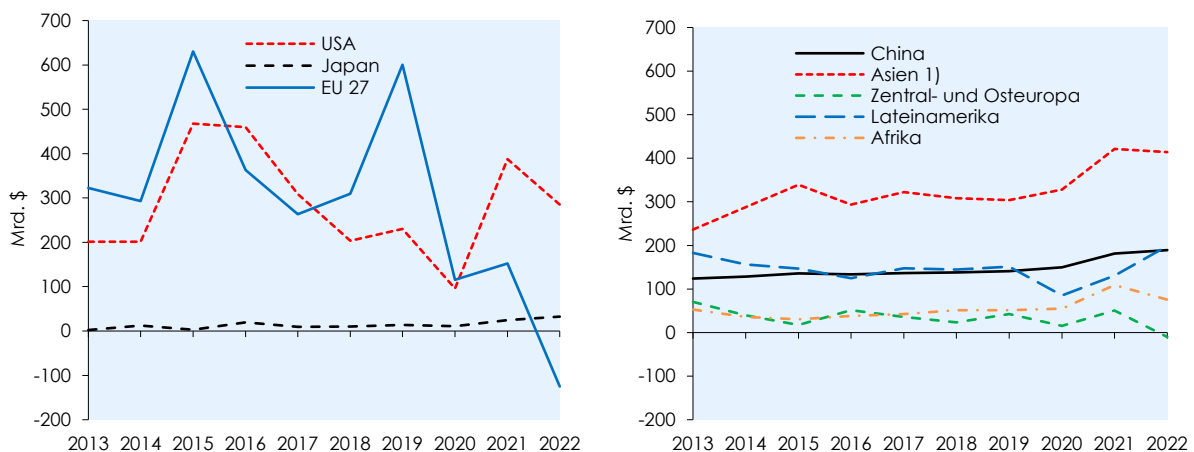 700
600
500
400
300
200
100
0
-100
-200
Mrd. $
USA
Japan
EU 27
2013 2014 2015 2016 2017 2018 2019 2020 2021 2022
700
600
500
400
300
200
100
0
-100
-200
Mrd. $
China
Asien 1)
Zentral- und Osteuropa
Lateinamerika
Afrika
2013 2014 2015 2016 2017 2018 2019 2020 2021 2022